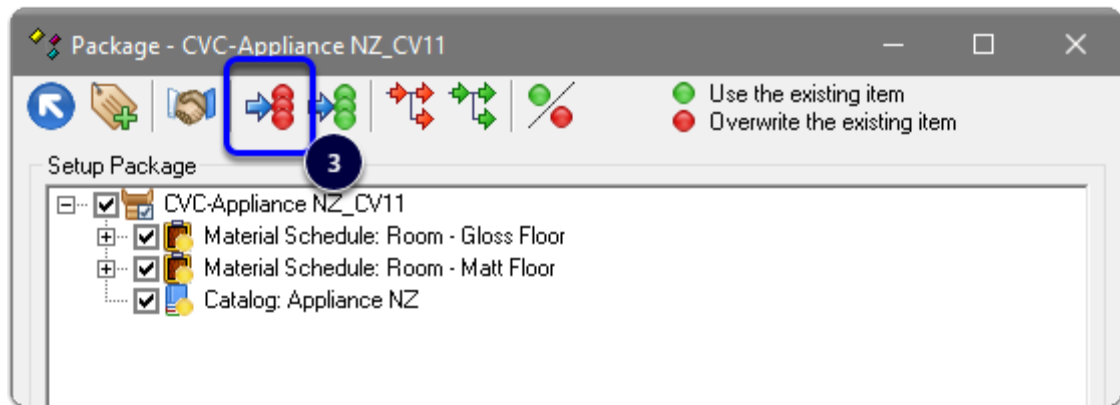 Package - CVC-Appliance NZ_CV11
Use the existing item
Overwrite the existing item
3
Setup Package
CVC-Appliance NZ_CV11
Material Schedule: Room - Gloss Floor
Material Schedule: Room - Matt Floor
Catalog: Appliance NZ